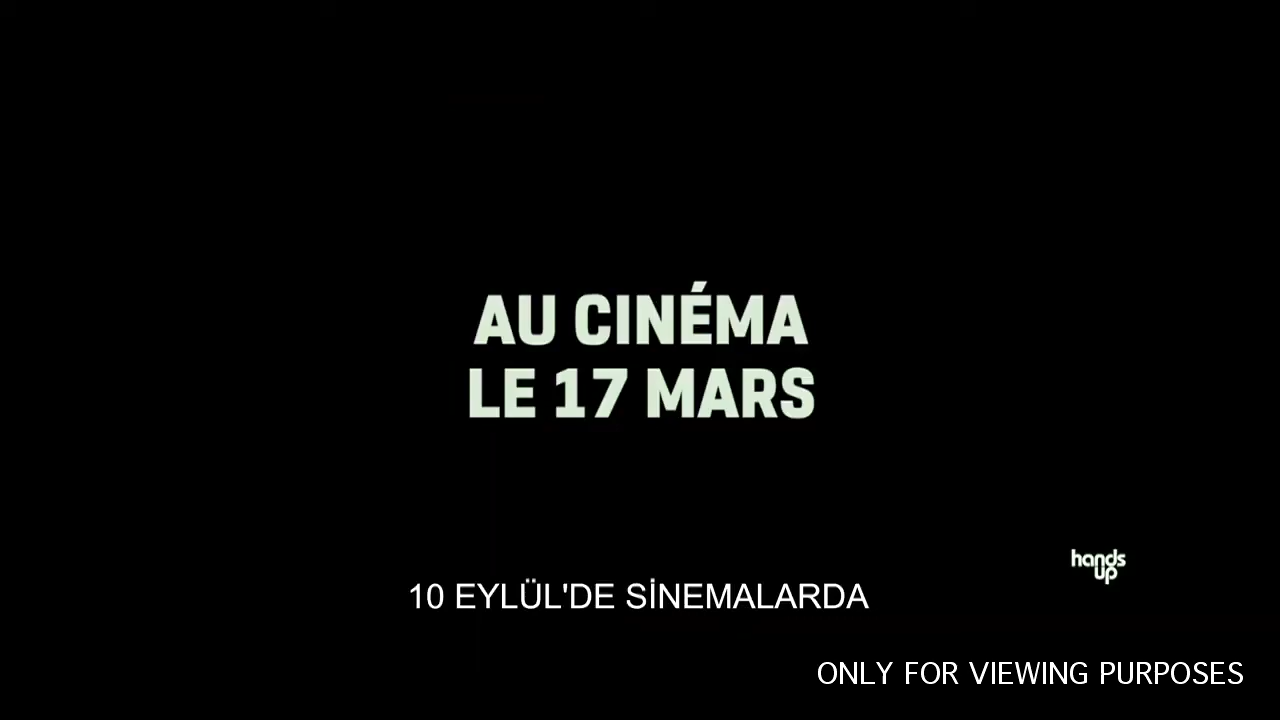 AU CINÉMA
LE 17 MARS
hands
up
10 EYLÜL'DE SİNEMALARDA
ONLY FOR VIEWING PURPOSES